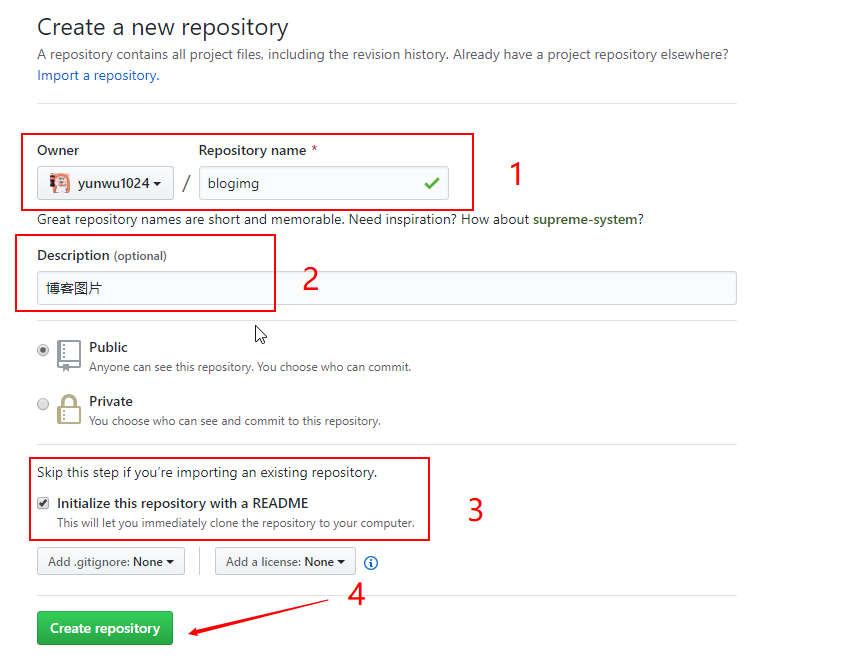 Create a new repository
A repository contains all project files, including the revision history. Already have a project repository elsewhere?
Import a repository.
Owner Repository name *
yunwu1024 / blogimg
1
Great repository names are short and memorable. Need inspiration? How about supreme-system?
Description (optional)
博客图片
2
Public
Anyone can see this repository. You choose who can commit.
Private
You choose who can see and commit to this repository.
Skip this step if you’re importing an existing repository.
Initialize this repository with a README
This will let you immediately clone the repository to your computer.
3
Add .gitignore: None Add a license: None
4
Create repository